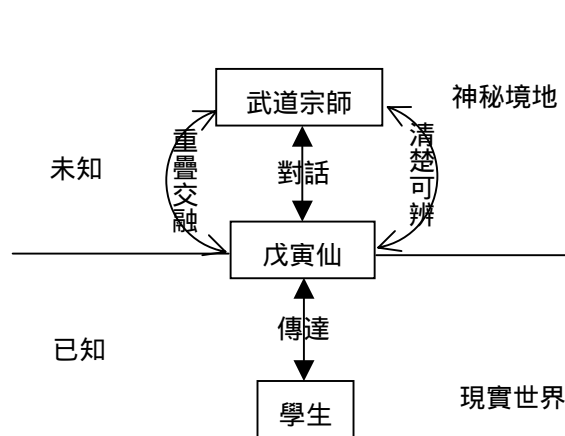 武道宗師
神秘境地
重疊交融
清楚可辨
未知
對話
戊寅仙
傳達
已知
現實世界
學生